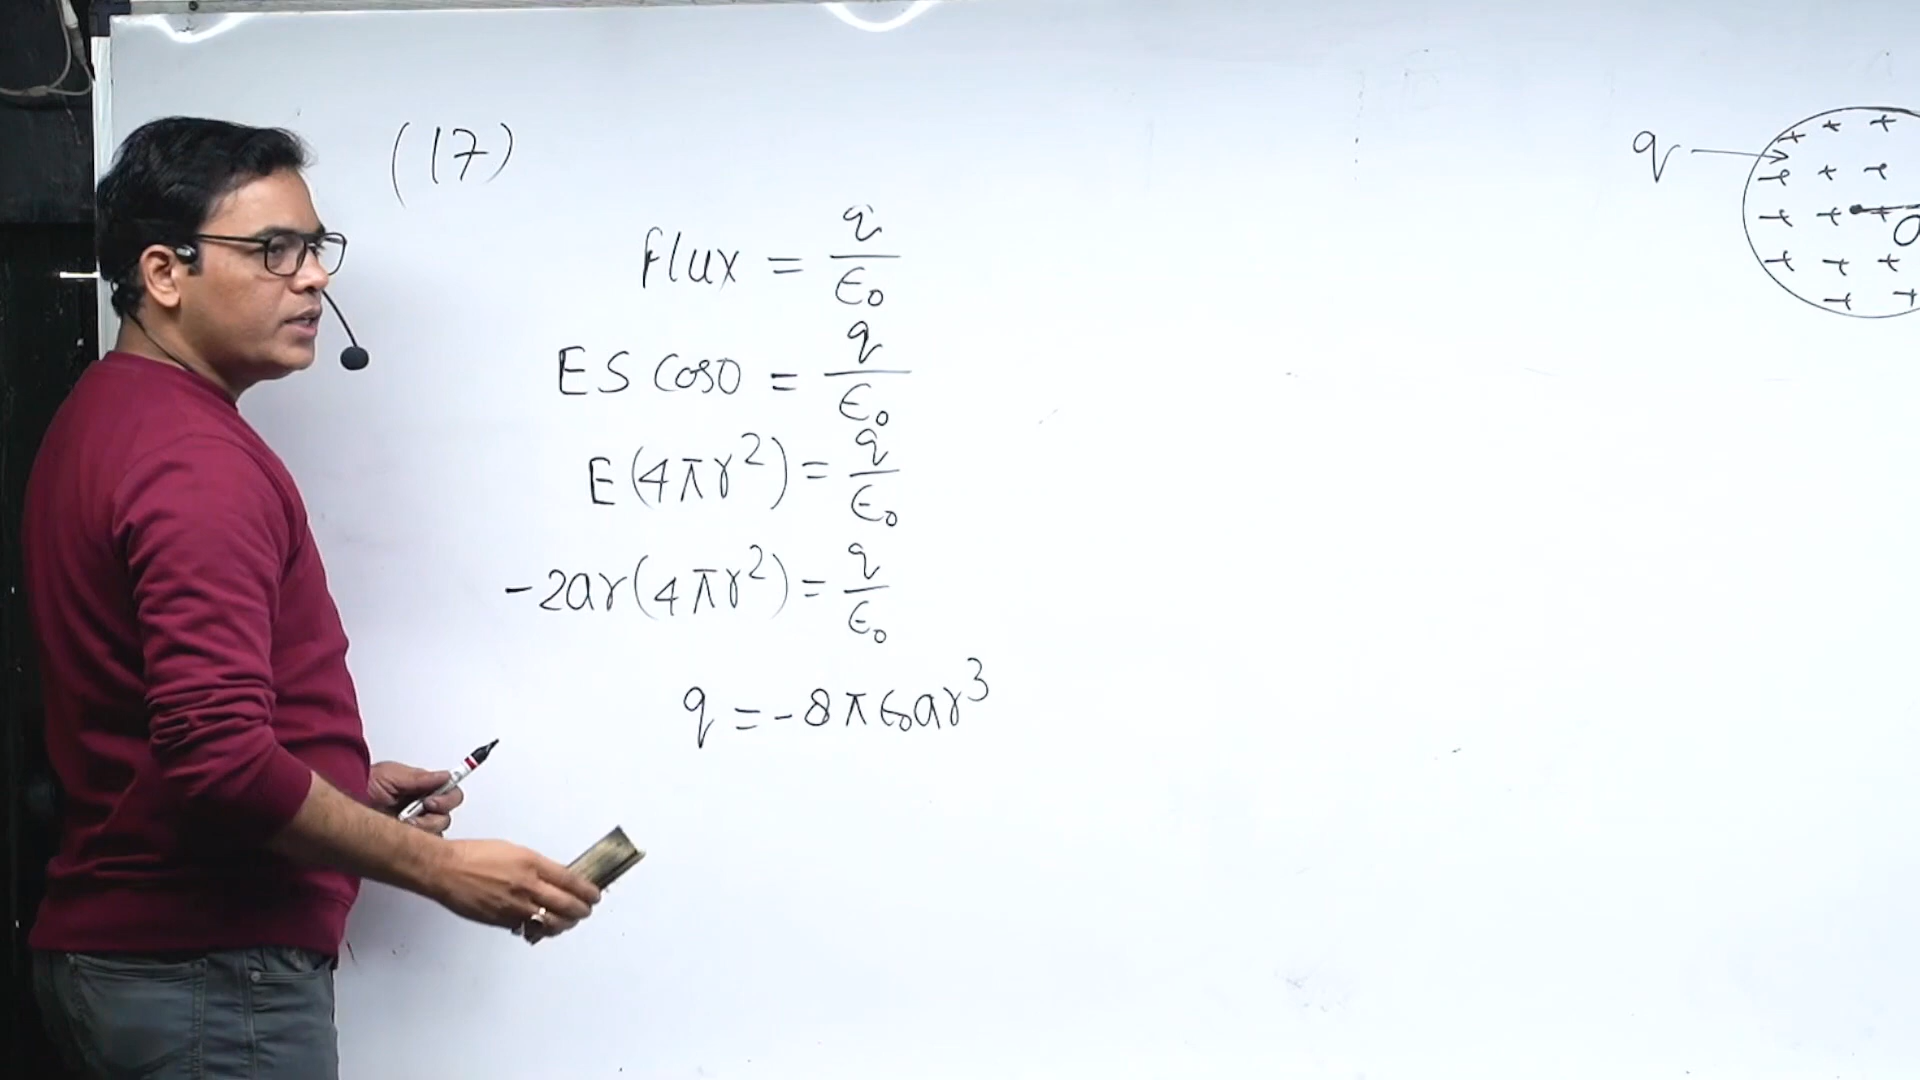 (17)
flux = q/ϵ₀
ES cos0 = q/ϵ₀
E(4πr²) = q/ϵ₀
-2ar(4πr²) = q/ϵ₀
q = -8πϵ₀ar³
q
+ + +
+ + +
+ + +
+ + +
+ +